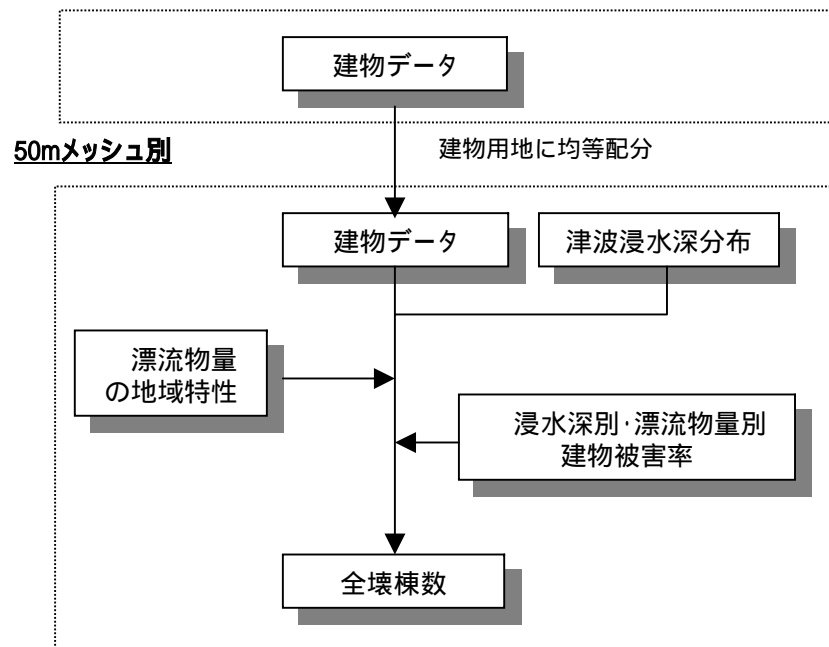 建物データ
50mメッシュ別
建物用地に均等配分
建物データ
津波浸水深分布
漂流物量
の地域特性
浸水深別･漂流物量別
建物被害率
全壊棟数